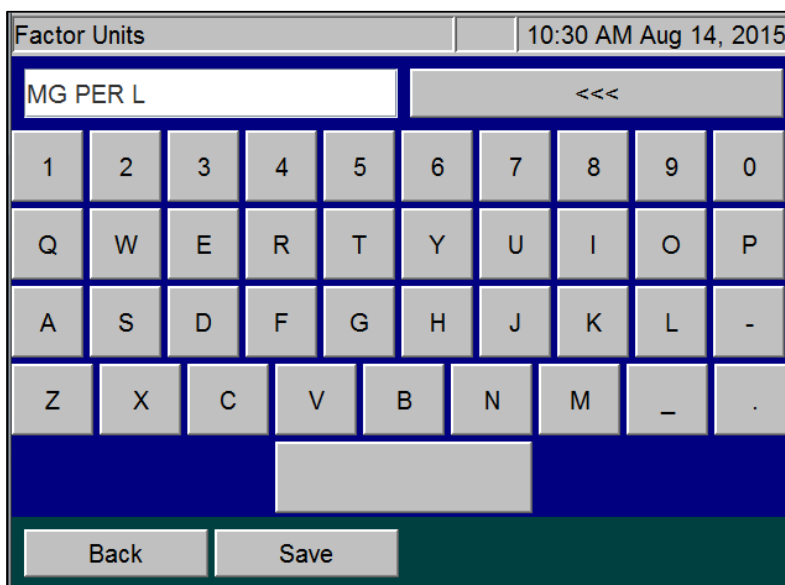 Factor Units 10:30 AM Aug 14, 2015
MG PER L <<<
1 2 3 4 5 6 7 8 9 0
Q W E R T Y U I O P
A S D F G H J K L -
Z X C V B N M _ .
Back Save